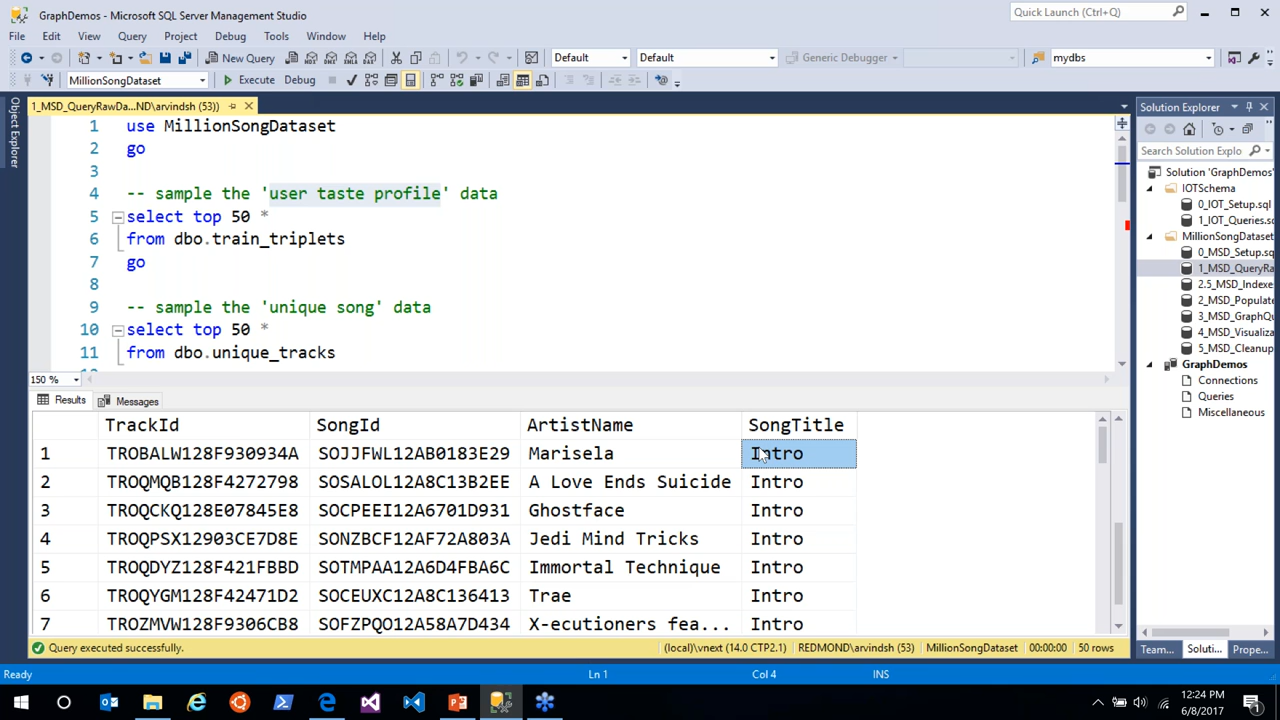 GraphDemos - Microsoft SQL Server Management Studio
Quick Launch (Ctrl+Q)
File Edit View Query Project Debug Tools Window Help
New Query Default Default Generic Debugger mydbs
MillionSongDataset Execute Debug
Object Explorer
1_MSD_QueryRawDa...ND\arvindsh (53))
1 use MillionSongDataset
2 go
3
4 -- sample the 'user taste profile' data
5 select top 50 *
6 from dbo.train_triplets
7 go
8
9 -- sample the 'unique song' data
10 select top 50 *
11 from dbo.unique_tracks
150 %
Results Messages
TrackId SongId ArtistName SongTitle
1 TROBALW128F930934A SOJJFWL12AB0183E29 Marisela Intro
2 TROQMQB128F4272798 SOSALOL12A8C13B2EE A Love Ends Suicide Intro
3 TROQCKQ128E07845E8 SOCPEEI12A6701D931 Ghostface Intro
4 TROQPSX12903CE7D8E SONZBCF12AF72A803A Jedi Mind Tricks Intro
5 TROQDYZ128F421FBBD SOTMPAA12A6D4FBA6C Immortal Technique Intro
6 TROQYGM128F42471D2 SOCEUXC12A8C136413 Trae Intro
7 TROZMVW128F9306CB8 SOFZPQO12A58A7D434 X-ecutioners fea... Intro
Query executed successfully. (local)\vnext (14.0 CTP2.1) REDMOND\arvindsh (53) MillionSongDataset 00:00:00 50 rows
Solution Explorer
Search Solution Explo
Solution 'GraphDemos'
IOTSchema
0_IOT_Setup.sql
1_IOT_Queries.sq
MillionSongDataset
0_MSD_Setup.sq
1_MSD_QueryRa
2.5_MSD_Indexe
2_MSD_Populate
3_MSD_GraphQu
4_MSD_Visualiza
5_MSD_Cleanup
GraphDemos
Connections
Queries
Miscellaneous
Team... Soluti... Prope...
Ready Ln 1 Col 4 INS
12:24 PM
6/8/2017
1